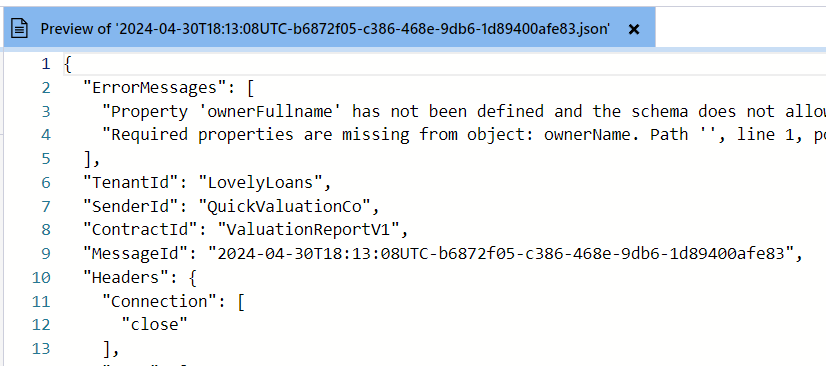 Preview of '2024-04-30T18:13:08UTC-b6872f05-c386-468e-9db6-1d89400afe83.json' ×
1 {
2 "ErrorMessages": [
3 "Property 'ownerFullname' has not been defined and the schema does not
4 "Required properties are missing from object: ownerName. Path '', line 1,
5 ],
6 "TenantId": "LovelyLoans",
7 "SenderId": "QuickValuationCo",
8 "ContractId": "ValuationReportV1",
9 "MessageId": "2024-04-30T18:13:08UTC-b6872f05-c386-468e-9db6-1d89400afe83",
10 "Headers": {
11 "Connection": [
12 "close"
13 ],